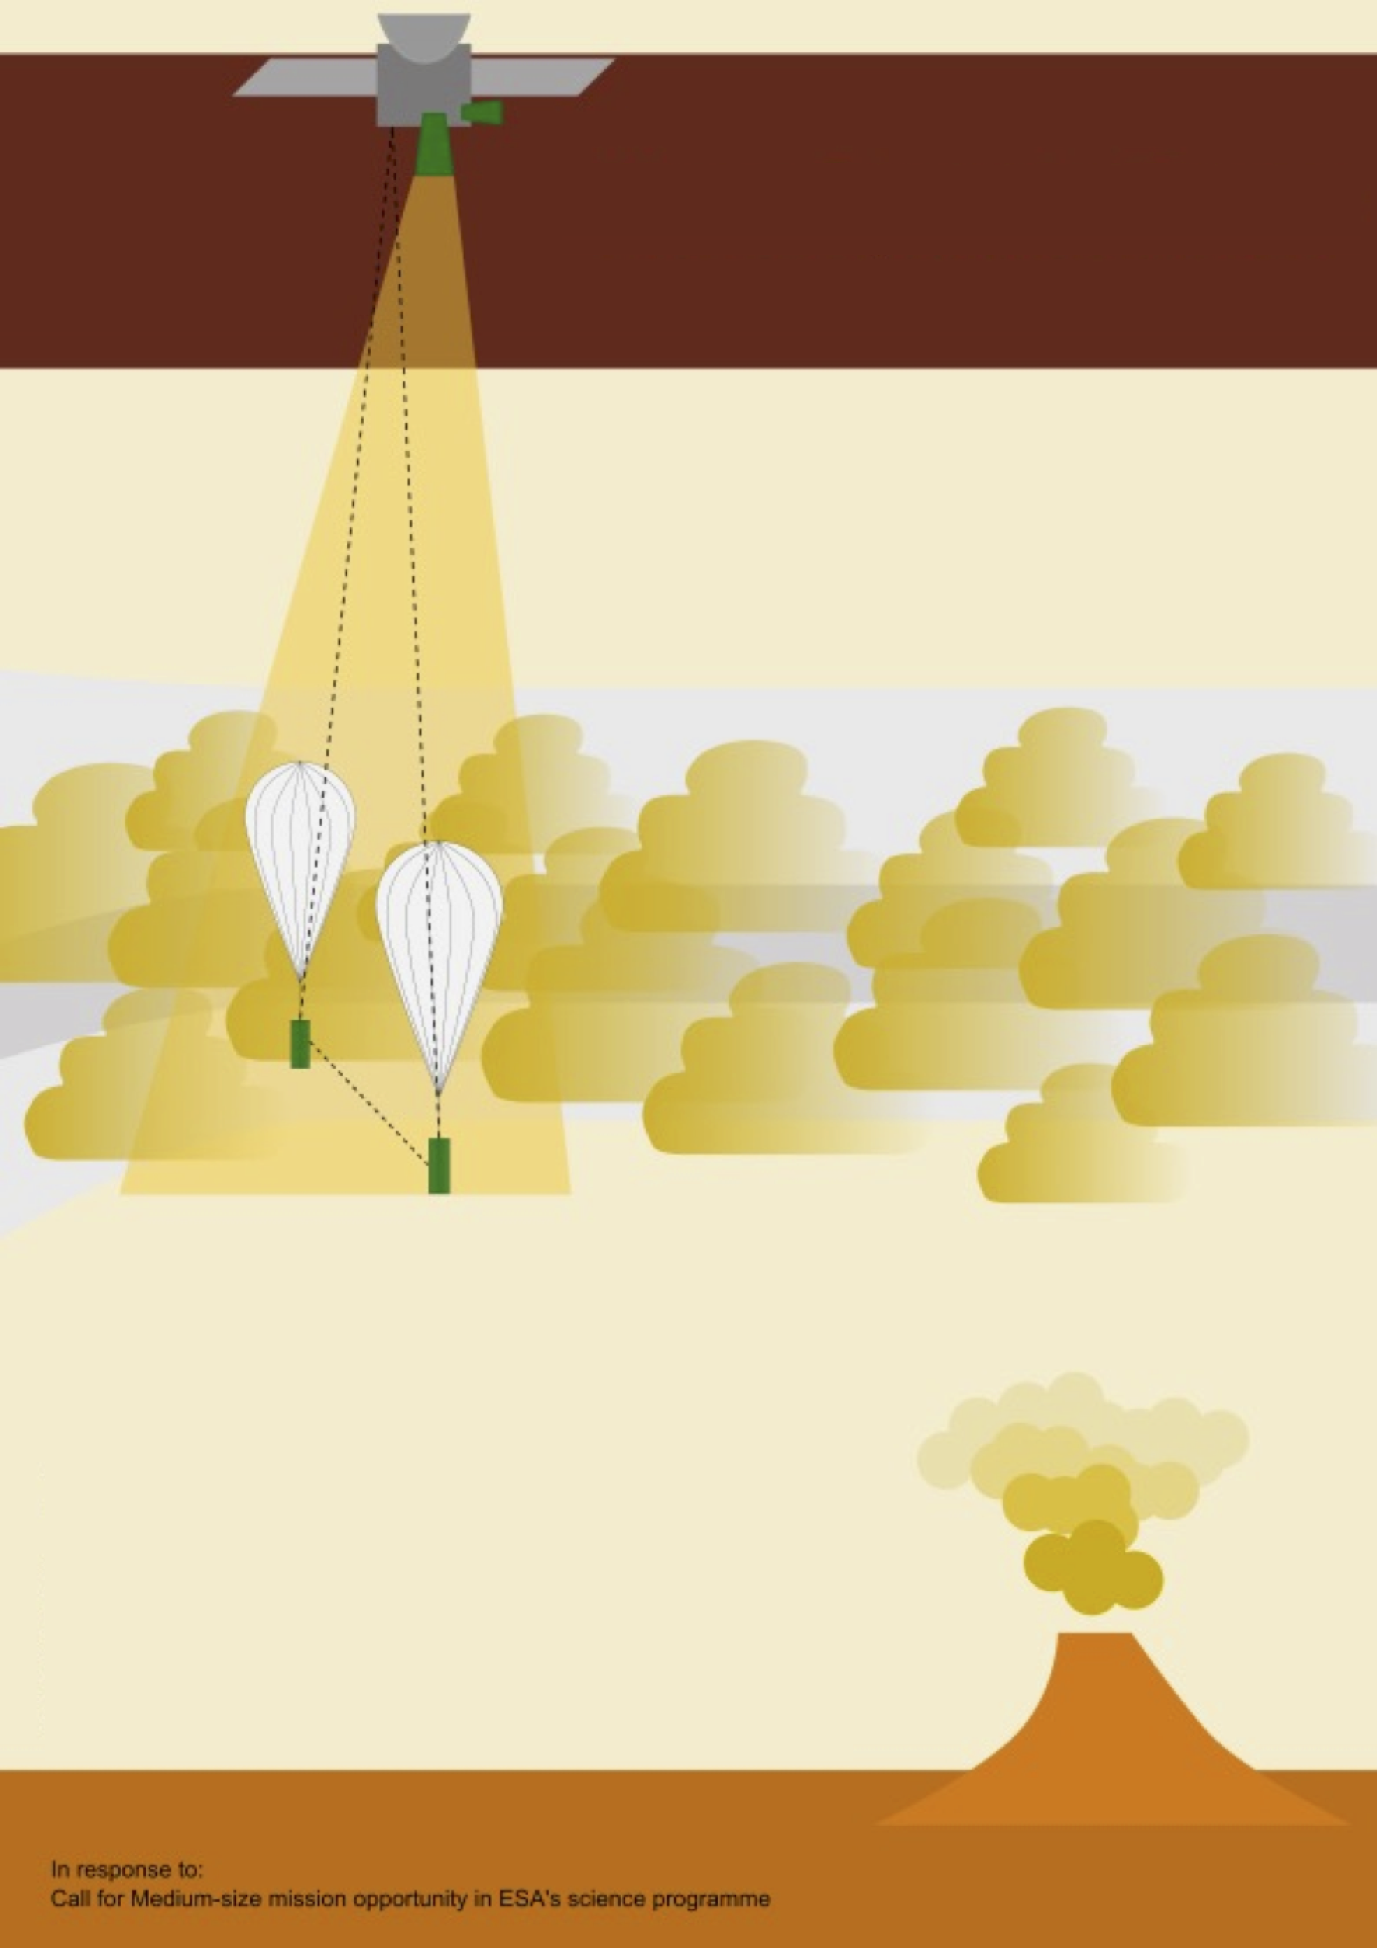 In response to:
Call for Medium-size mission opportunity in ESA's science programme